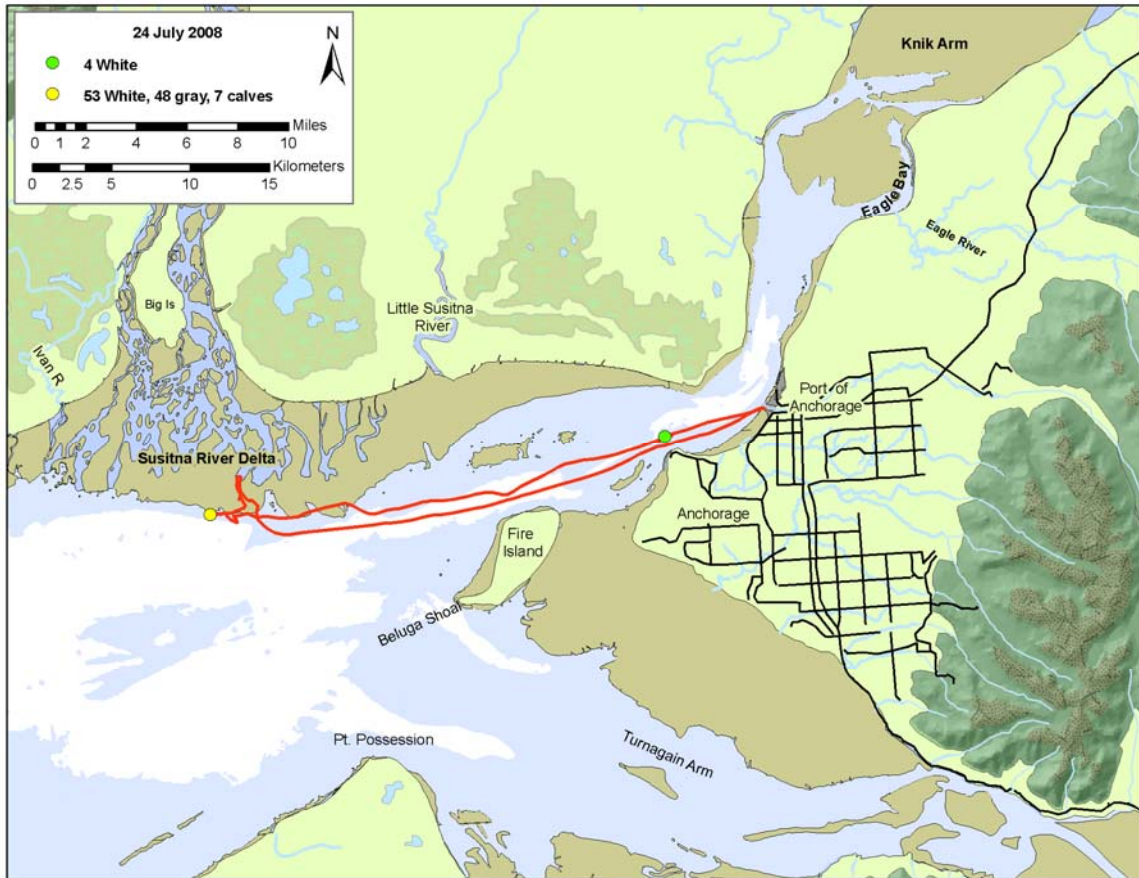 24 July 2008
N
4 White
53 White, 48 gray, 7 calves
Miles
0 1 2 4 6 8 10
Kilometers
0 2.5 5 10 15
Knik Arm
Eagle Bay
Eagle River
Big Is
Ivan R
Little Susitna
River
Port of
Anchorage
Susitna River Delta
Anchorage
Fire
Island
Beluga Shoal
Pt. Possession
Turnagain Arm